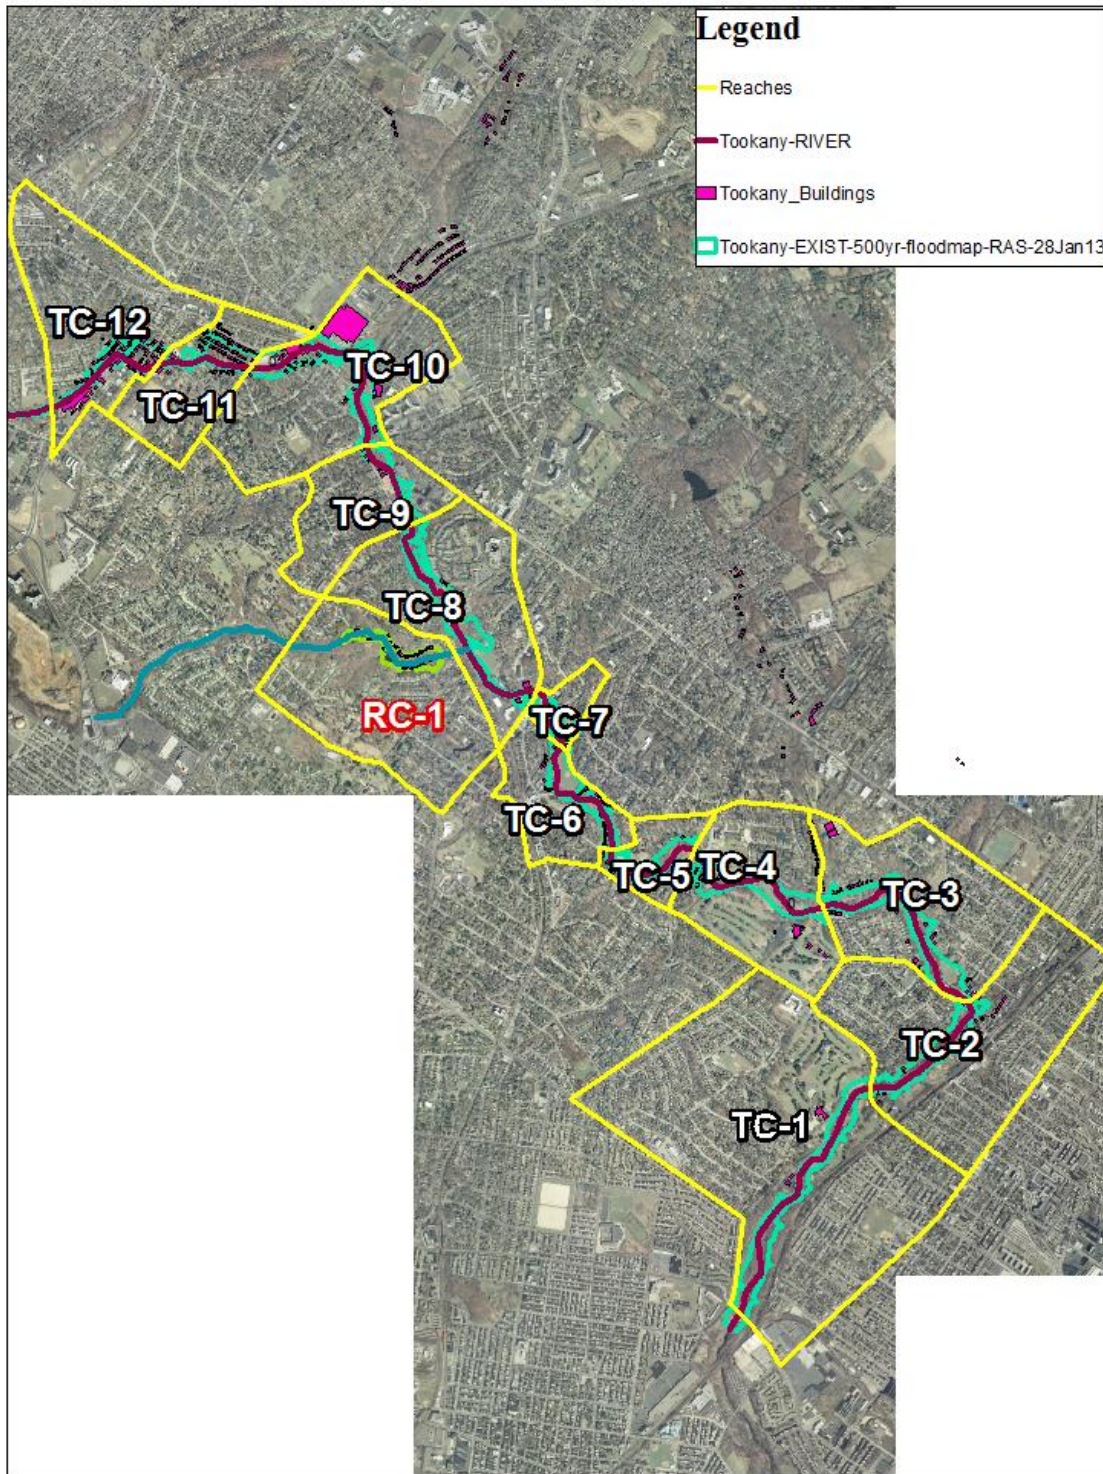 Legend
Reaches
Tookany-RIVER
Tookany_Buildings
Tookany-EXIST-500yr-floodmap-RAS-28Jan13
TC-12
TC-10
TC-11
TC-9
TC-8
RC-1
TC-7
TC-6
TC-5
TC-4
TC-3
TC-2
TC-1